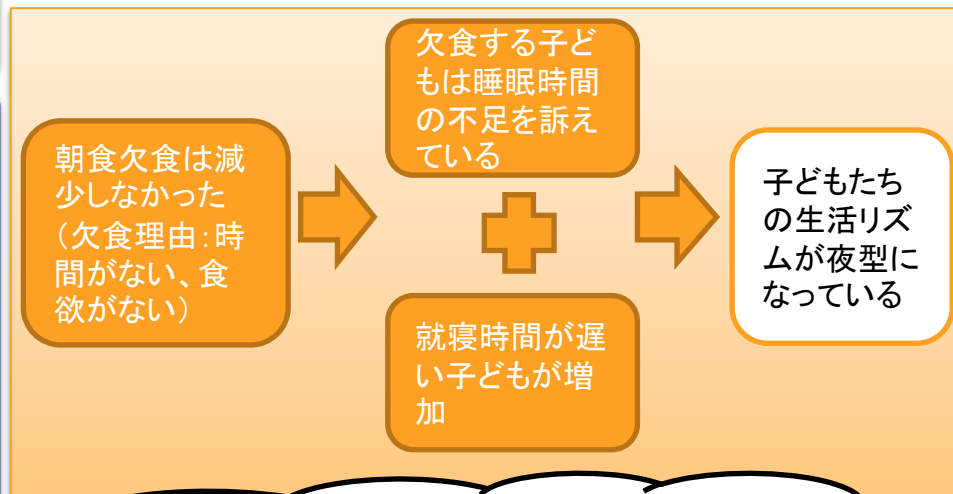 朝食欠食は減
少しなかった
（欠食理由：時
間がない、食
欲がない）
欠食する子ど
もは睡眠時間
の不足を訴え
ている
就寝時間が遅
い子どもが増
加
子どもたち
の生活リズ
ムが夜型に
なっている